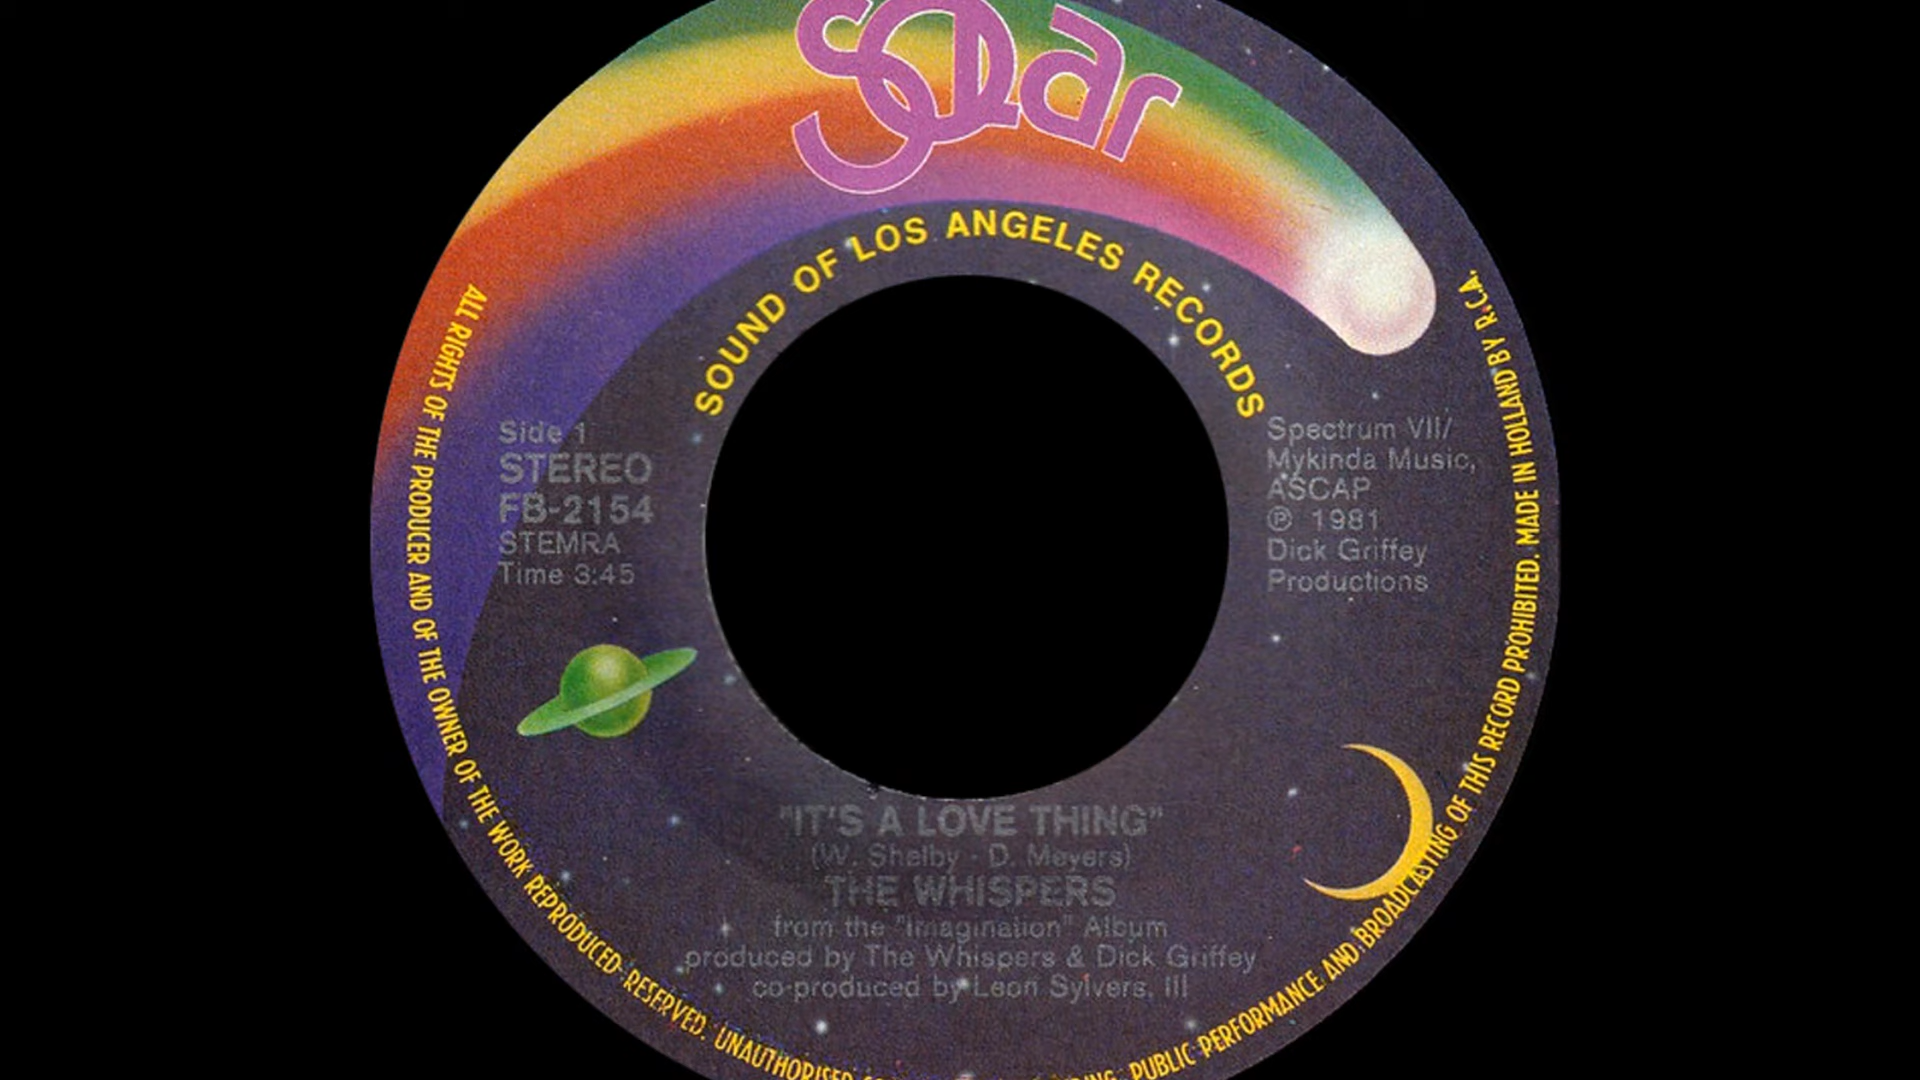 Solar
SOUND OF LOS ANGELES RECORDS
Side 1
STEREO
FB-2154
STEMRA
Time 3:45
Spectrum VII/
Mykinda Music,
ASCAP
℗ 1981
Dick Griffey
Productions
"IT'S A LOVE THING"
(W. Shelby - D. Meyers)
THE WHISPERS
from the "Imagination" Album
produced by The Whispers & Dick Griffey
co-produced by Leon Sylvers, III
ALL RIGHTS OF THE PRODUCER AND OF THE OWNER OF THE WORK REPRODUCED RESERVED. UNAUTHORISED PUBLIC PERFORMANCE AND BROADCASTING OF THIS RECORD PROHIBITED. MADE IN HOLLAND BY R.C.A.